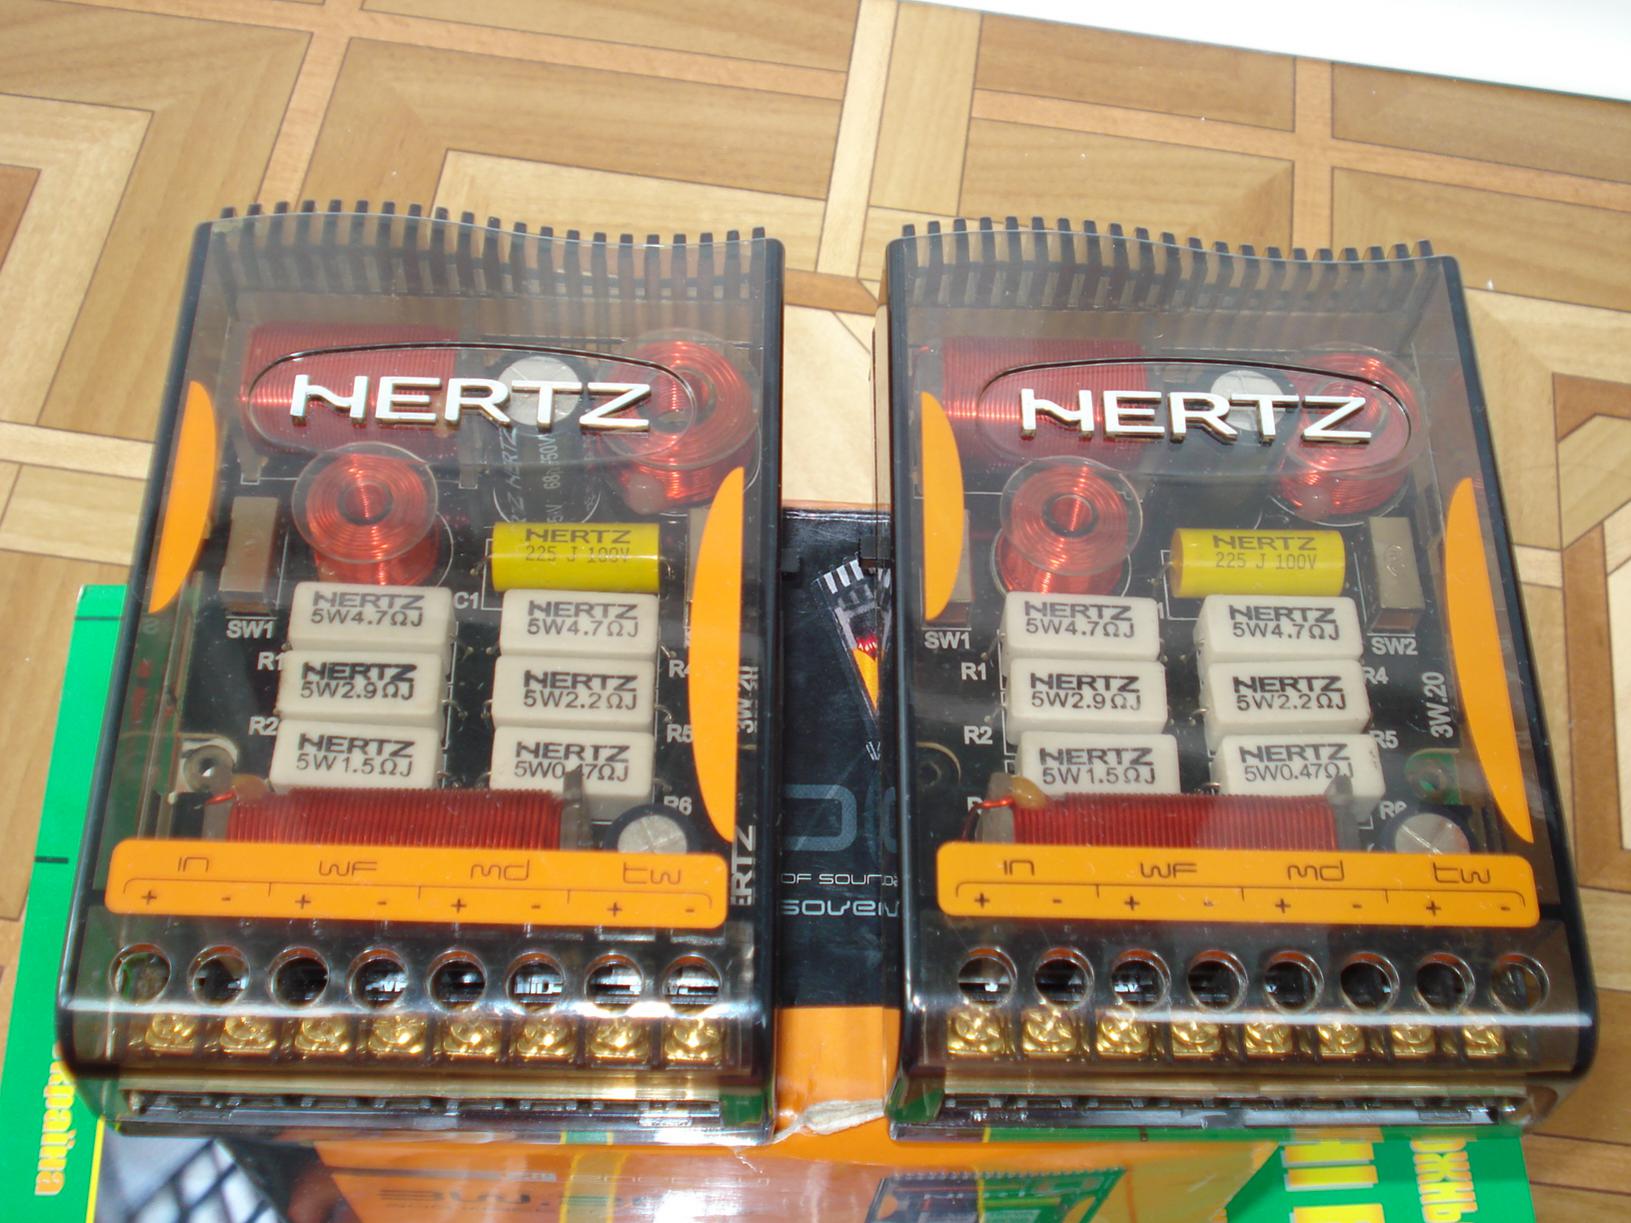 HERTZ
HERTZ
225 J 100V
C1
SW1
HERTZ
5W4.7ΩJ
HERTZ
5W4.7ΩJ
R1
R4
HERTZ
5W2.9ΩJ
HERTZ
5W2.2ΩJ
R2
R5
HERTZ
5W1.5ΩJ
HERTZ
5W0.47ΩJ
R6
in WF md tw
+ - + - + - + -
HERTZ
HERTZ
225 J 100V
SW1
SW2
HERTZ
5W4.7ΩJ
HERTZ
5W4.7ΩJ
R1
R4
HERTZ
5W2.9ΩJ
HERTZ
5W2.2ΩJ
3W.20
R2
R5
HERTZ
5W1.5ΩJ
HERTZ
5W0.47ΩJ
in WF md tw
+ - + - + - + -
OF SOUND